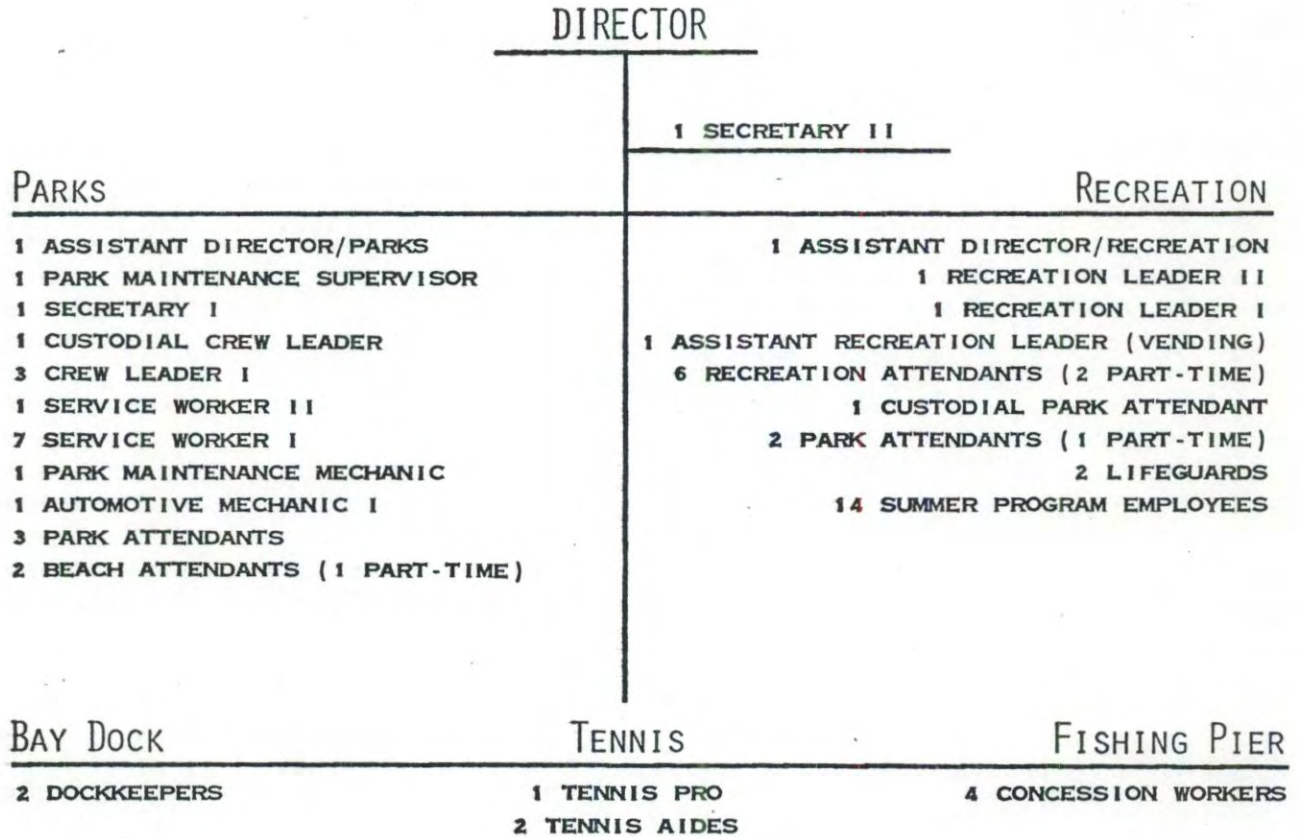 DIRECTOR
1 SECRETARY II
PARKS
1 ASSISTANT DIRECTOR/PARKS
1 PARK MAINTENANCE SUPERVISOR
1 SECRETARY I
1 CUSTODIAL CREW LEADER
3 CREW LEADER I
1 SERVICE WORKER II
7 SERVICE WORKER I
1 PARK MAINTENANCE MECHANIC
1 AUTOMOTIVE MECHANIC I
3 PARK ATTENDANTS
2 BEACH ATTENDANTS (1 PART-TIME)
RECREATION
1 ASSISTANT DIRECTOR/RECREATION
1 RECREATION LEADER II
1 RECREATION LEADER I
1 ASSISTANT RECREATION LEADER (VENDING)
6 RECREATION ATTENDANTS (2 PART-TIME)
1 CUSTODIAL PARK ATTENDANT
2 PARK ATTENDANTS (1 PART-TIME)
2 LIFEGUARDS
14 SUMMER PROGRAM EMPLOYEES
BAY DOCK
2 DOCKKEEPERS
TENNIS
1 TENNIS PRO
2 TENNIS AIDES
FISHING PIER
4 CONCESSION WORKERS